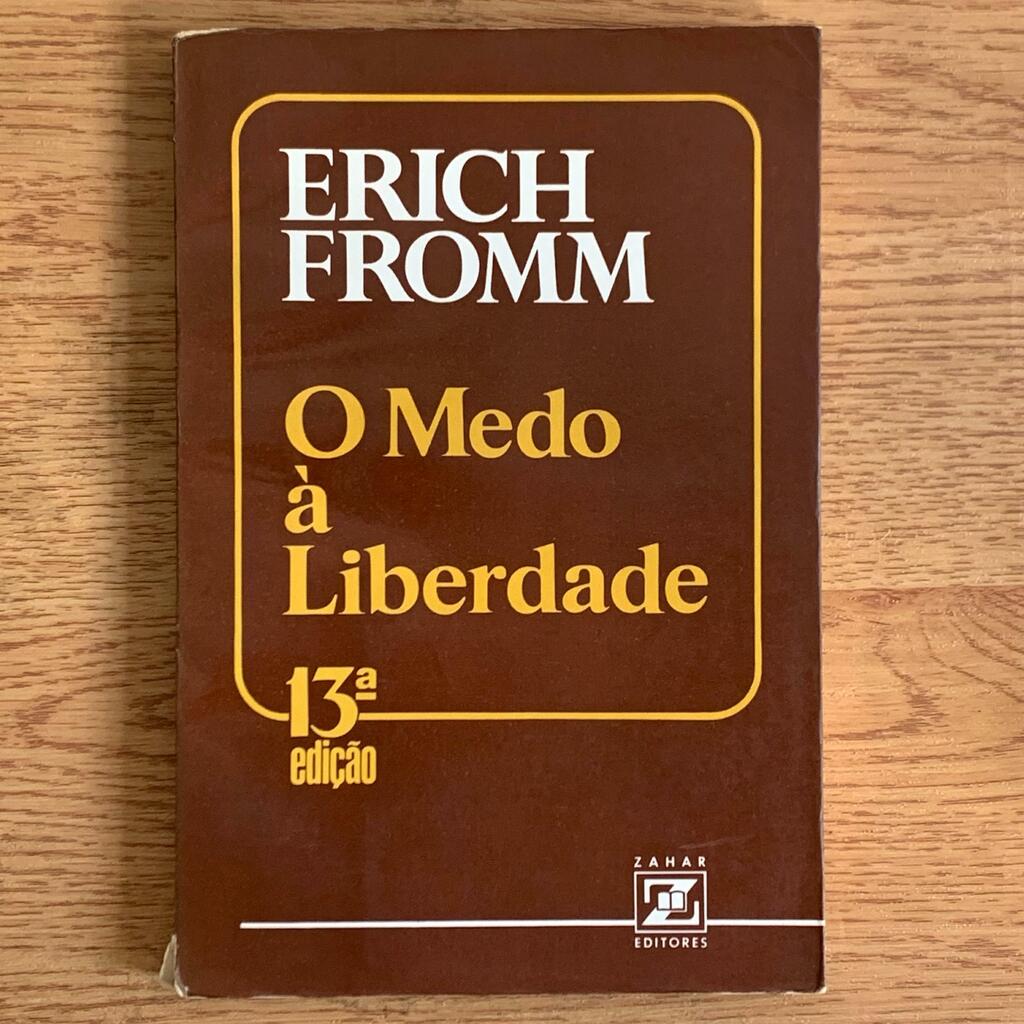 ERICH
FROMM
O Medo
à
Liberdade
13ª
edição
ZAHAR
EDITORES